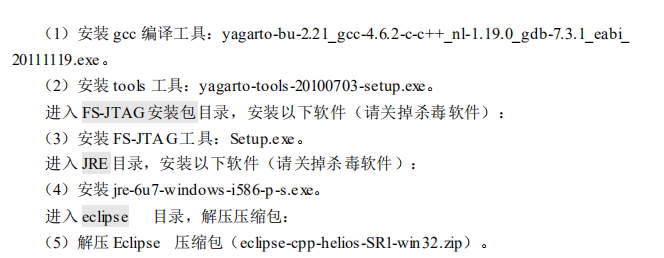 （1）安装 gcc 编译工具：yagarto-bu-2.21_gcc-4.6.2-c-c++_nl-1.19.0_gdb-7.3.1_eabi_
20111119.exe。
（2）安装 tools 工具：yagarto-tools-20100703-setup.exe。
进入 FS-JTAG 安装包目录，安装以下软件（请关掉杀毒软件）：
（3）安装 FS-JTAG 工具：Setup.exe。
进入 JRE 目录，安装以下软件（请关掉杀毒软件）：
（4）安装 jre-6u7-windows-i586-p-s.exe。
进入 eclipse 目录，解压压缩包：
（5）解压 Eclipse 压缩包（eclipse-cpp-helios-SR1-win32.zip）。